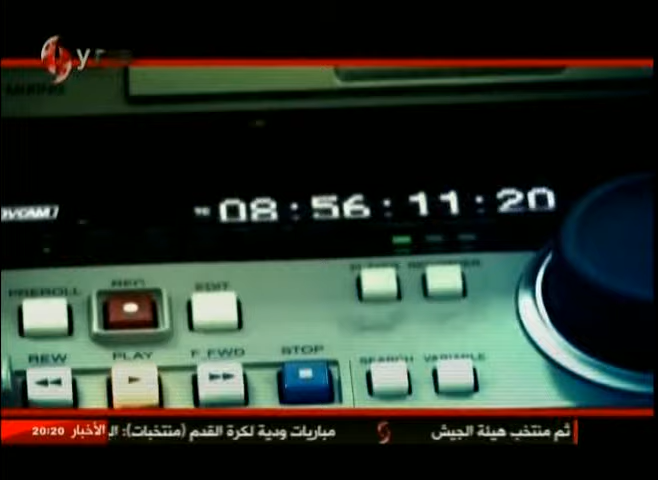 DVCAM
08:56:11:20
PREROLL
REC
EDIT
REW
PLAY
F FWD
STOP
SEARCH
VARIABLE
ثم منتخب هيئة الجيش
مباريات ودية لكرة القدم (منتخبات): ال
الأخبار 20:20